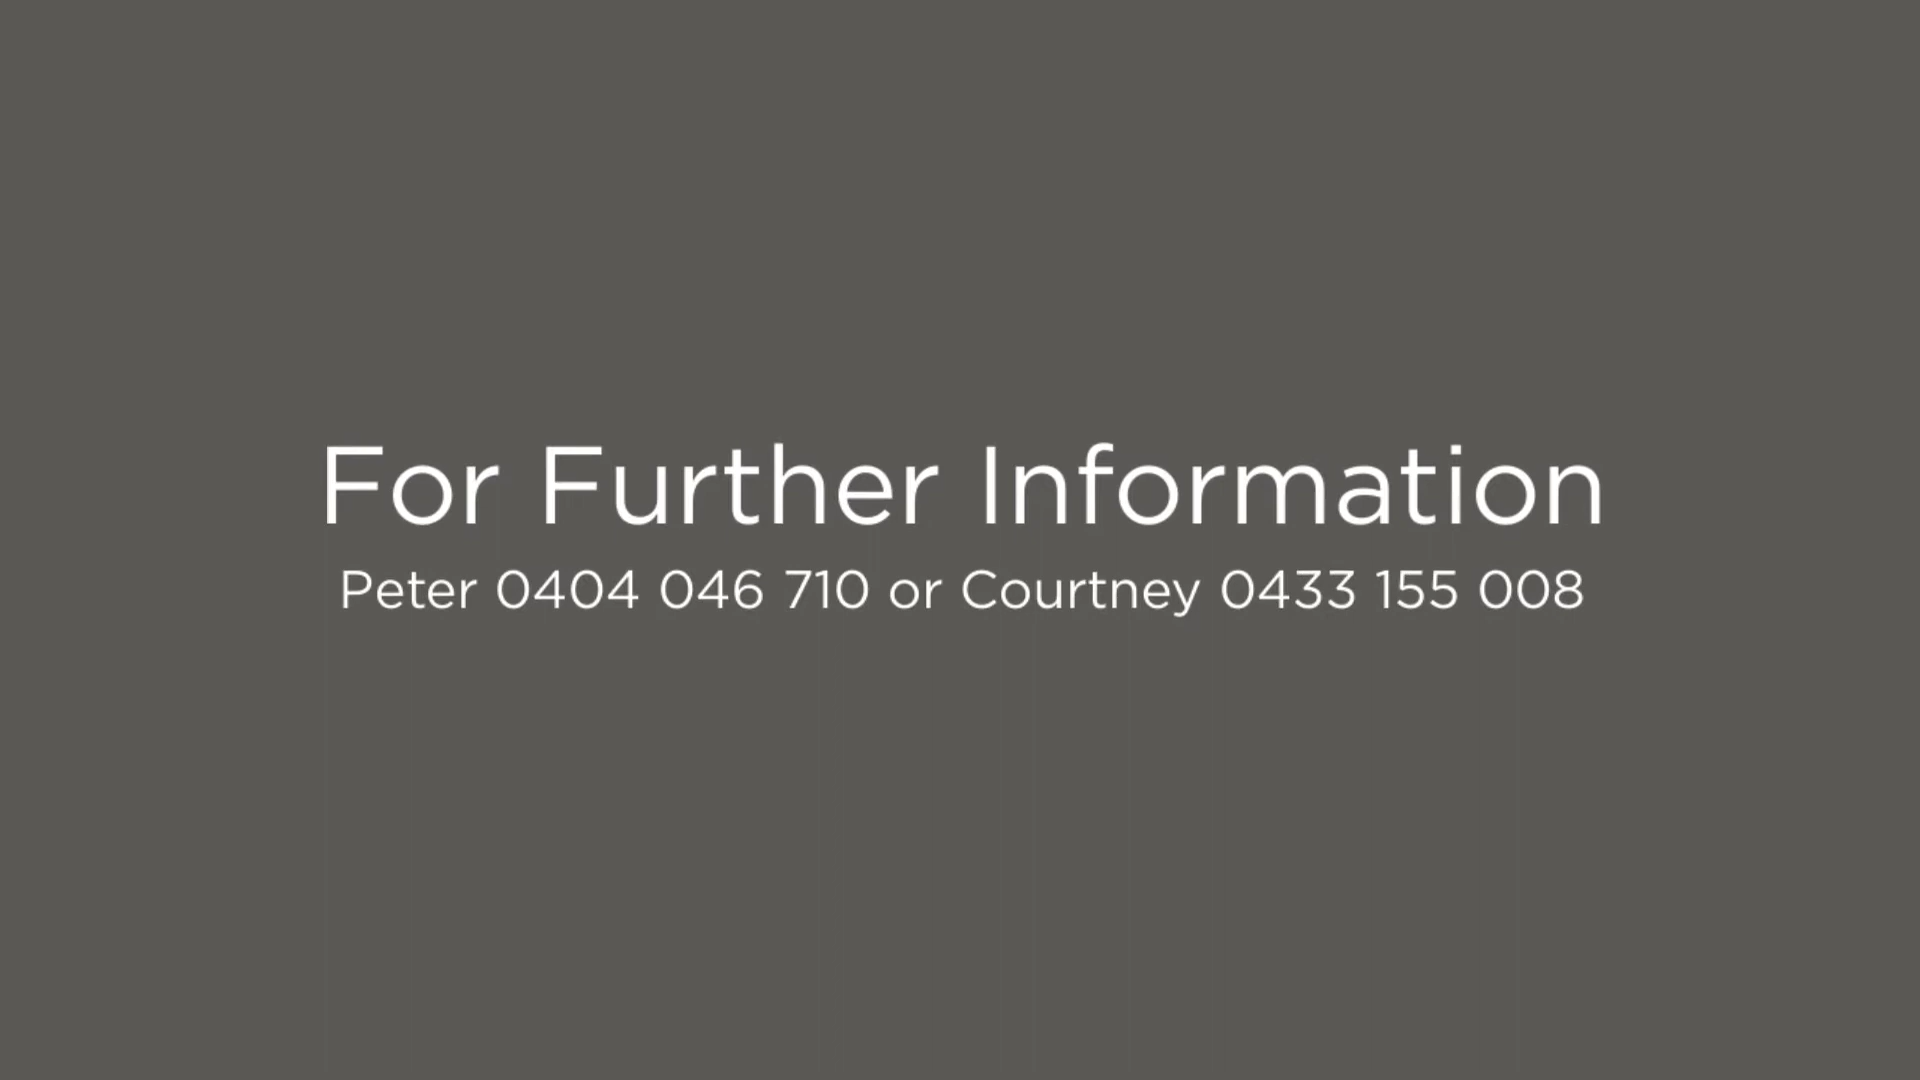 For Further Information
Peter 0404 046 710 or Courtney 0433 155 008